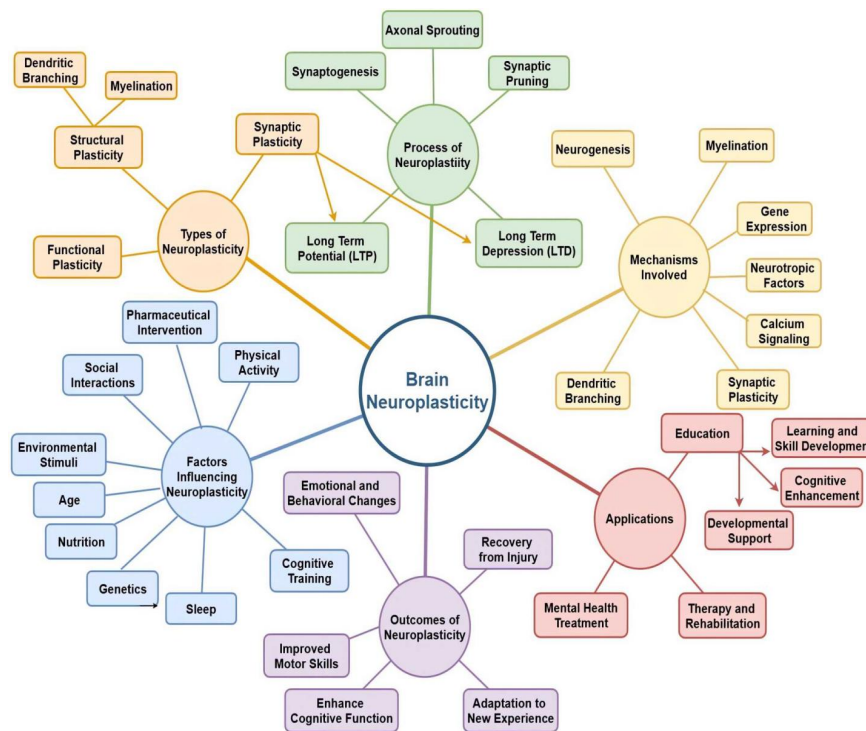 Axonal Sprouting
Synaptogenesis
Synaptic
Pruning
Process of
Neuroplastiity
Long Term
Potential (LTP)
Long Term
Depression (LTD)
Dendritic
Branching
Myelination
Structural
Plasticity
Synaptic
Plasticity
Types of
Neuroplasticity
Functional
Plasticity
Neurogenesis
Myelination
Gene
Expression
Mechanisms
Involved
Neurotropic
Factors
Calcium
Signaling
Synaptic
Plasticity
Dendritic
Branching
Brain
Neuroplasticity
Pharmaceutical
Intervention
Physical
Activity
Social
Interactions
Environmental
Stimuli
Factors
Influencing
Neuroplasticity
Age
Nutrition
Genetics
Sleep
Cognitive
Training
Education
Learning and
Skill Development
Cognitive
Enhancement
Developmental
Support
Applications
Mental Health
Treatment
Therapy and
Rehabilitation
Emotional and
Behavioral Changes
Recovery
from Injury
Outcomes of
Neuroplasticity
Improved
Motor Skills
Enhance
Cognitive Function
Adaptation to
New Experience